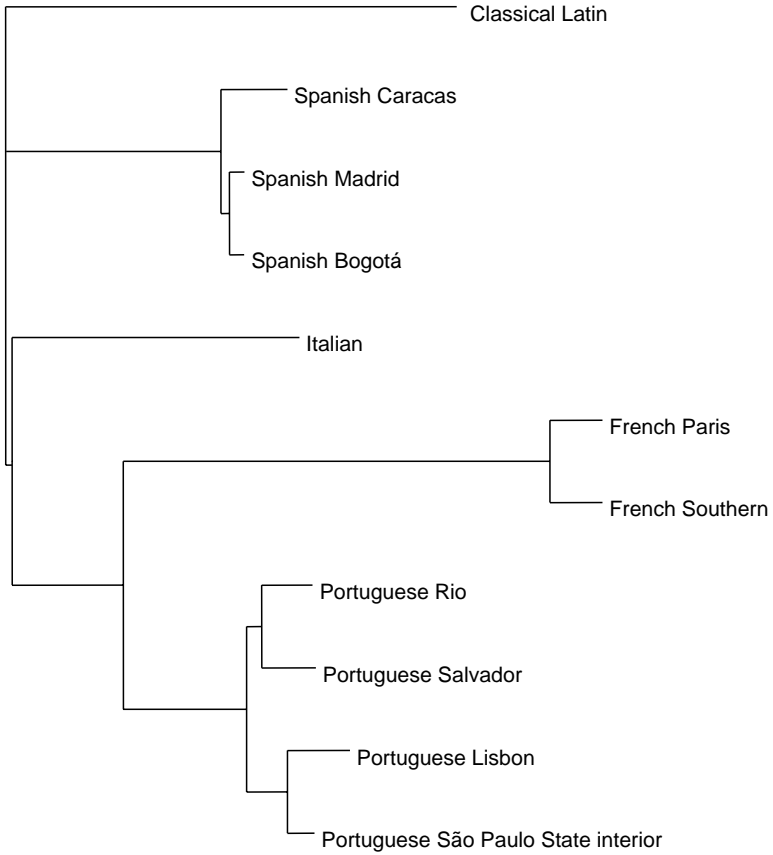 Classical Latin
Spanish Caracas
Spanish Madrid
Spanish Bogotá
Italian
French Paris
French Southern
Portuguese Rio
Portuguese Salvador
Portuguese Lisbon
Portuguese São Paulo State interior